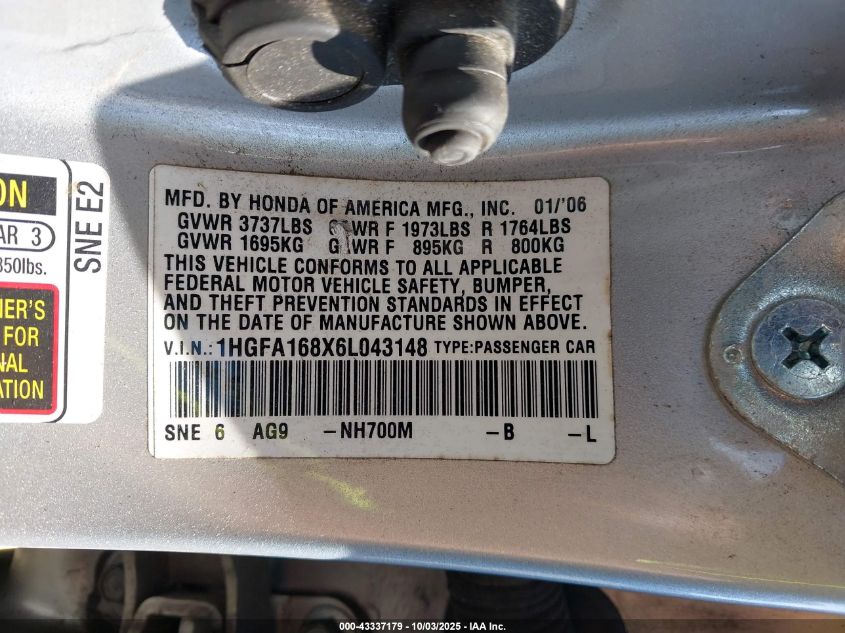 ON
AR 3
850lbs.
SNE E2
NER'S
FOR
NAL
ATION
MFD. BY HONDA OF AMERICA MFG., INC. 01/'06
GVWR 3737LBS WR F 1973LBS R 1764LBS
GVWR 1695KG G WR F 895KG R 800KG
THIS VEHICLE CONFORMS TO ALL APPLICABLE
FEDERAL MOTOR VEHICLE SAFETY, BUMPER,
AND THEFT PREVENTION STANDARDS IN EFFECT
ON THE DATE OF MANUFACTURE SHOWN ABOVE.
V.I.N.: 1HGFA168X6L043148 TYPE:PASSENGER CAR
SNE 6 AG9 -NH700M -B -L
000-43337179 - 10/03/2025 - IAA Inc.